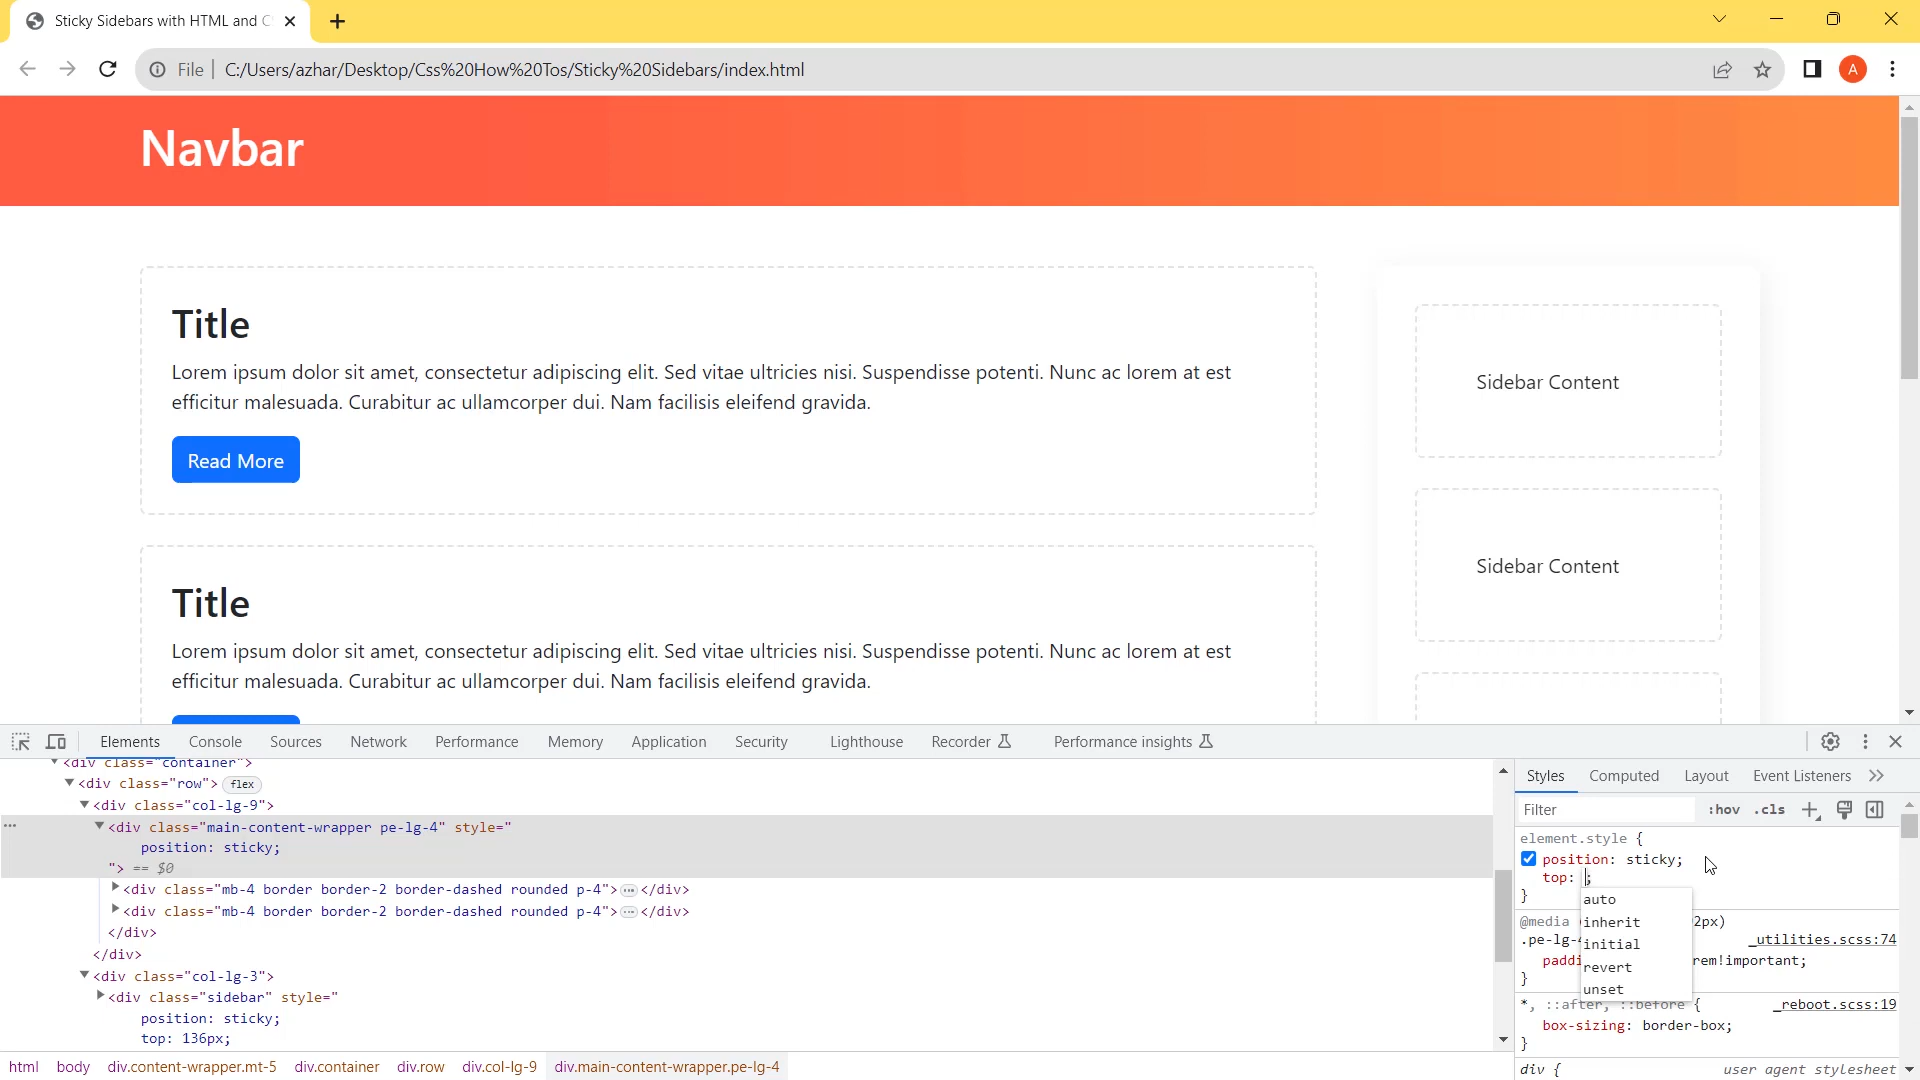 Sticky Sidebars with HTML and C
File | C:/Users/azhar/Desktop/Css%20How%20Tos/Sticky%20Sidebars/index.html
A
Navbar
Title
Lorem ipsum dolor sit amet, consectetur adipiscing elit. Sed vitae ultricies nisi. Suspendisse potenti. Nunc ac lorem at est
efficitur malesuada. Curabitur ac ullamcorper dui. Nam facilisis eleifend gravida.
Read More
Title
Lorem ipsum dolor sit amet, consectetur adipiscing elit. Sed vitae ultricies nisi. Suspendisse potenti. Nunc ac lorem at est
efficitur malesuada. Curabitur ac ullamcorper dui. Nam facilisis eleifend gravida.
Sidebar Content
Sidebar Content
Elements Console Sources Network Performance Memory Application Security Lighthouse Recorder Performance insights
<div class="container">
<div class="row"> flex
<div class="col-lg-9">
<div class="main-content-wrapper pe-lg-4" style="
position: sticky;
"> == $0
<div class="mb-4 border border-2 border-dashed rounded p-4"> … </div>
<div class="mb-4 border border-2 border-dashed rounded p-4"> … </div>
</div>
</div>
<div class="col-lg-3">
<div class="sidebar" style="
position: sticky;
top: 136px;
html body div.content-wrapper.mt-5 div.container div.row div.col-lg-9 div.main-content-wrapper.pe-lg-4
Styles Computed Layout Event Listeners
Filter :hov .cls
element.style {
position: sticky;
top: ;
}
auto
inherit
initial
revert
unset
@media 2px)
.pe-lg-4 _utilities.scss:74
paddi rem!important;
}
*, ::after, ::before { _reboot.scss:19
box-sizing: border-box;
}
div { user agent stylesheet